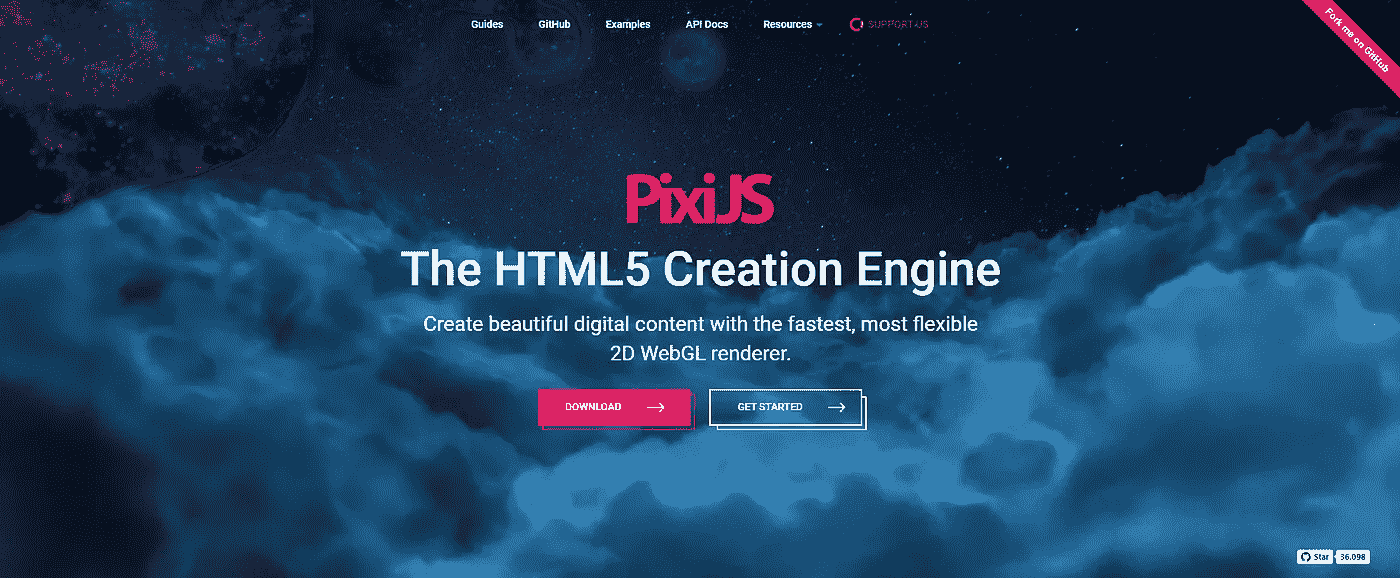 Guides
GitHub
Examples
API Docs
Resources
SUPPORT US
Fork me on GitHub
PixiJS
The HTML5 Creation Engine
Create beautiful digital content with the fastest, most flexible
2D WebGL renderer.
DOWNLOAD
GET STARTED
Star
36,098